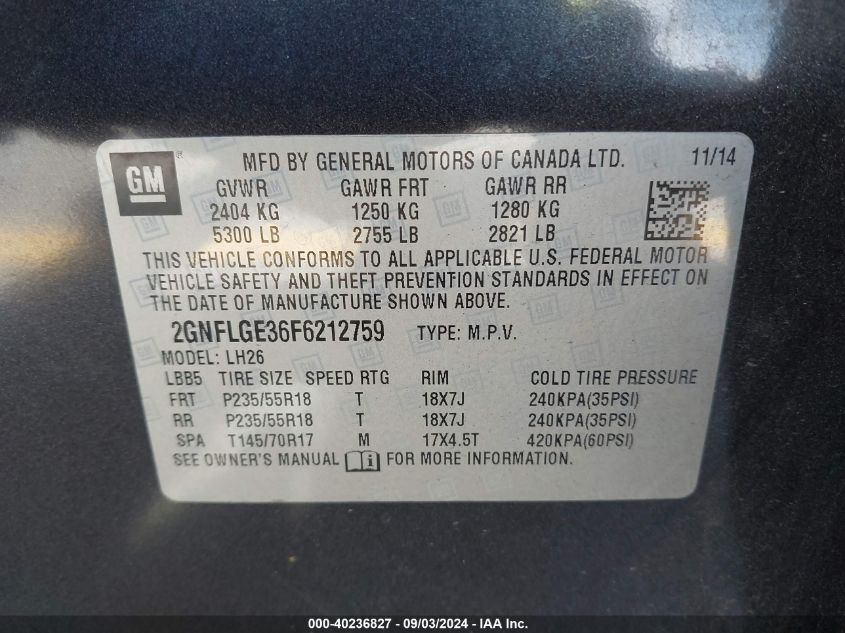 GM ® MFD BY GENERAL MOTORS OF CANADA LTD. 11/14
GVWR GAWR FRT GAWR RR
2404 KG 1250 KG 1280 KG
5300 LB 2755 LB 2821 LB
THIS VEHICLE CONFORMS TO ALL APPLICABLE U.S. FEDERAL MOTOR
VEHICLE SAFETY AND THEFT PREVENTION STANDARDS IN EFFECT ON
THE DATE OF MANUFACTURE SHOWN ABOVE.
2GNFLGE36F6212759 TYPE: M.P.V.
MODEL: LH26
LBB5 TIRE SIZE SPEED RTG RIM COLD TIRE PRESSURE
FRT P235/55R18 T 18X7J 240KPA(35PSI)
RR P235/55R18 T 18X7J 240KPA(35PSI)
SPA T145/70R17 M 17X4.5T 420KPA(60PSI)
SEE OWNER'S MANUAL i FOR MORE INFORMATION.
000-40236827 - 09/03/2024 - IAA Inc.